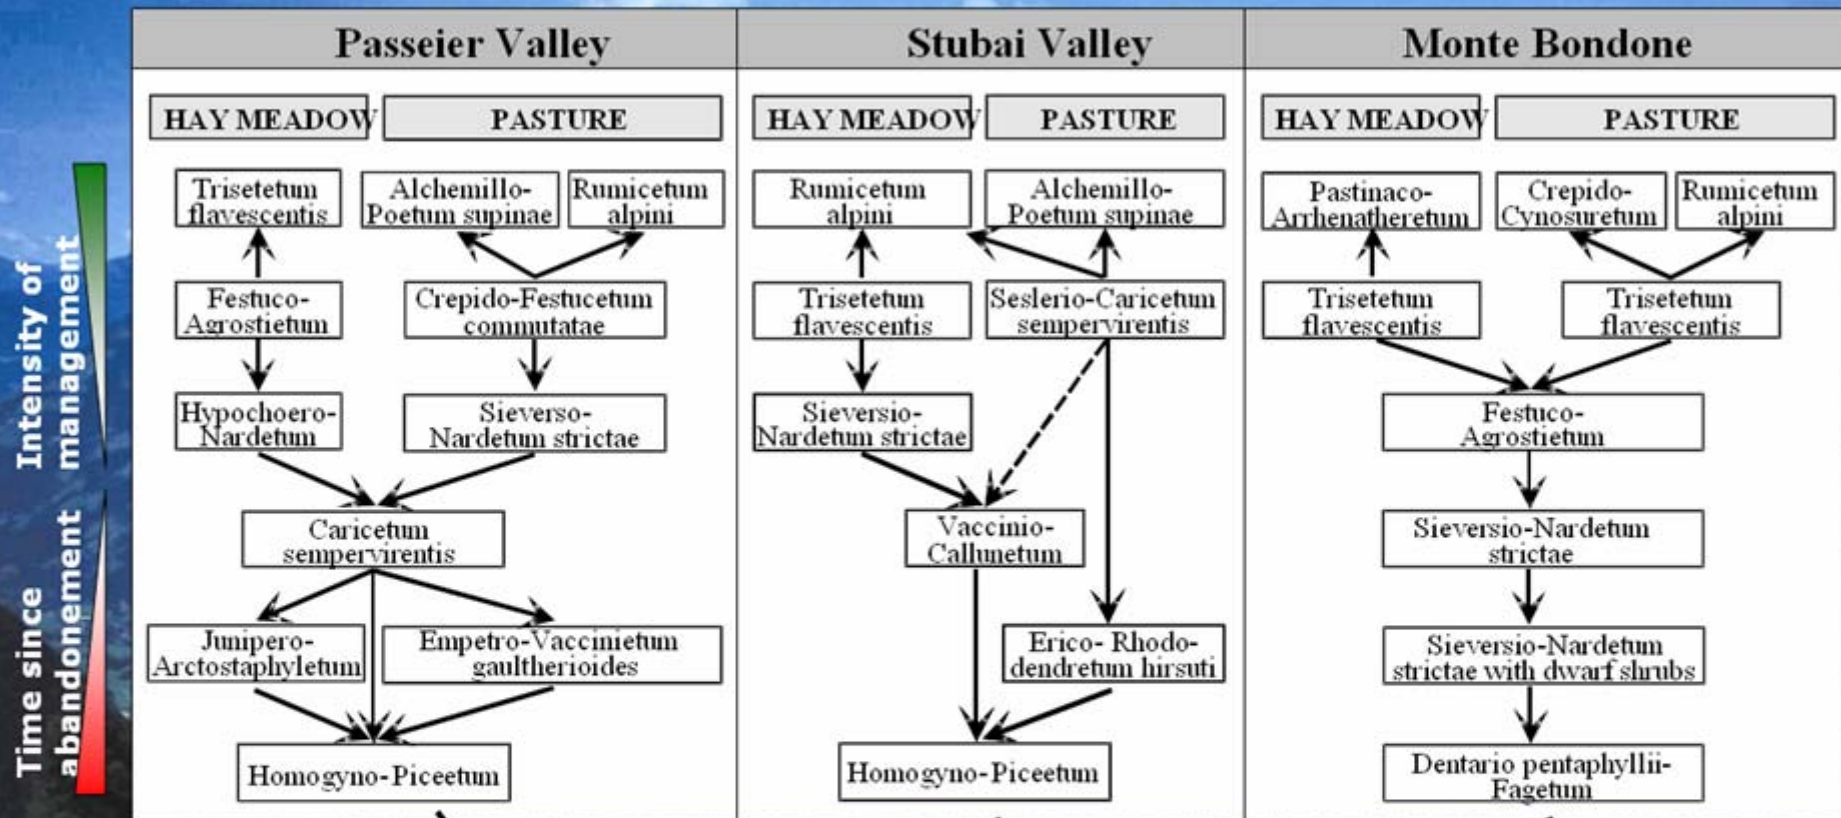 Passeier Valley
Stubai Valley
Monte Bondone
HAY MEADOW
PASTURE
HAY MEADOW
PASTURE
HAY MEADOW
PASTURE
Intensity of
management
Time since
abandonement
Trisetetum
flavescentis
Alchemillo-
Poetum supinae
Rumicetum
alpini
Festuco-
Agrostietum
Crepido-Festucetum
commutatae
Hypochoero-
Nardetum
Sieverso-
Nardetum strictae
Caricetum
sempervirentis
Junipero-
Arctostaphyletum
Empetro-Vaccinietum
gaultherioides
Homogyno-Piceetum
Rumicetum
alpini
Alchemillo-
Poetum supinae
Trisetetum
flavescentis
Seslerio-Caricetum
sempervirentis
Sieversio-
Nardetum strictae
Vaccinio-
Callunetum
Erico- Rhodo-
dendretum hirsuti
Homogyno-Piceetum
Pastinaco-
Arrhenatheretum
Crepido-
Cynosuretum
Rumicetum
alpini
Trisetetum
flavescentis
Trisetetum
flavescentis
Festuco-
Agrostietum
Sieversio-Nardetum
strictae
Sieversio-Nardetum
strictae with dwarf shrubs
Dentario pentaphyllii-
Fagetum